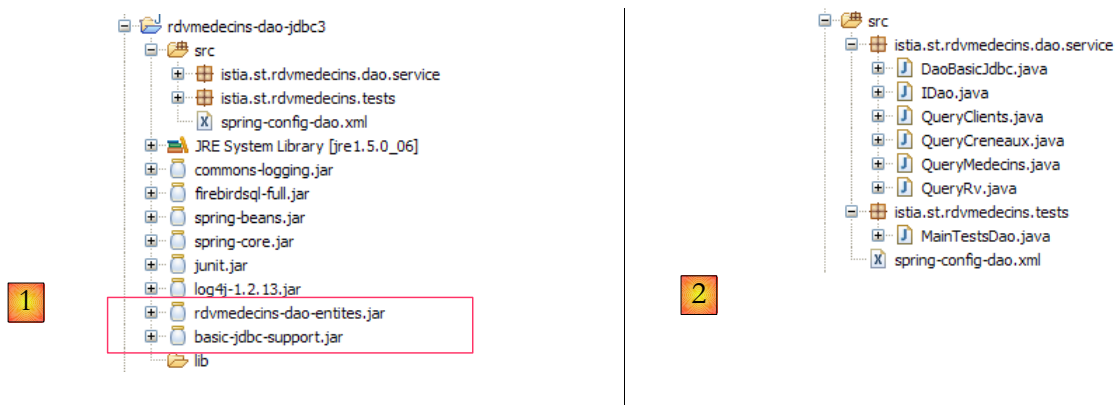 rdvmedecins-dao-jdbc3
src
istia.st.rdvmedecins.dao.service
istia.st.rdvmedecins.tests
spring-config-dao.xml
JRE System Library [jre1.5.0_06]
commons-logging.jar
firebirdsql-full.jar
spring-beans.jar
spring-core.jar
junit.jar
log4j-1.2.13.jar
rdvmedecins-dao-entites.jar
basic-jdbc-support.jar
lib
1
src
istia.st.rdvmedecins.dao.service
DaoBasicJdbc.java
IDao.java
QueryClients.java
QueryCreneaux.java
QueryMedecins.java
QueryRv.java
istia.st.rdvmedecins.tests
MainTestsDao.java
spring-config-dao.xml
2